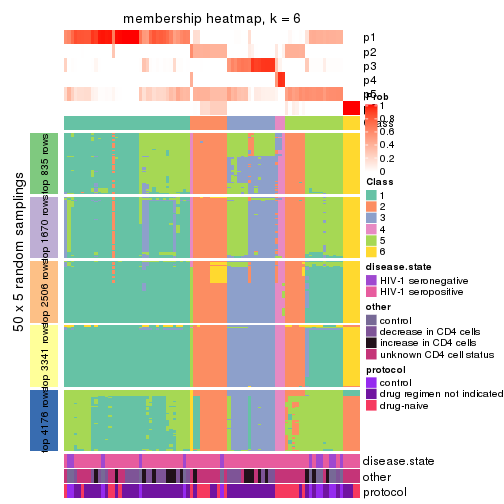 membership heatmap, k = 6
p1
p2
p3
p4
p5
Prob
1
0.8
0.6
0.4
0.2
0
Class
Class
1
2
3
4
5
6
disease.state
HIV-1 seronegative
HIV-1 seropositive
other
control
decrease in CD4 cells
increase in CD4 cells
unknown CD4 cell status
protocol
control
drug regimen not indicated
drug-naive
50 x 5 random samplings
top 835 rows
top 1670 rows
top 2506 rows
top 3341 rows
top 4176 rows
disease.state
other
protocol